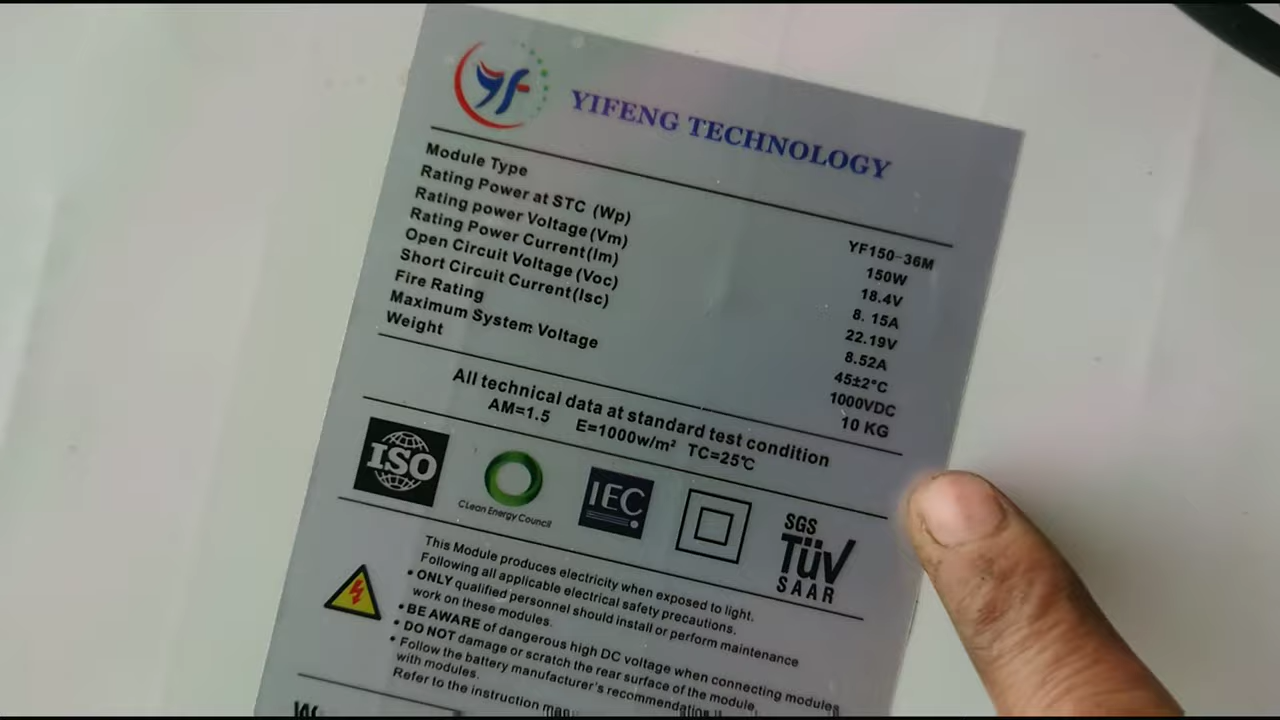 yf YIFENG TECHNOLOGY
Module Type YF150-36M
Rating Power at STC (Wp) 150W
Rating power Voltage (Vm) 18.4V
Rating Power Current(Im) 8. 15A
Open Circuit Voltage (Voc) 22.19V
Short Circuit Current(Isc) 8.52A
Fire Rating 45±2°C
Maximum System Voltage 1000VDC
Weight 10 KG
All technical data at standard test condition
AM=1.5 E=1000w/m² TC=25℃
ISO
CLean Energy Council
IEC
SGS
TüV
SAAR
This Module produces electricity when exposed to light.
Following all applicable electrical safety precautions.
• ONLY qualified personnel should install or perform maintenance
work on these modules.
• BE AWARE of dangerous high DC voltage when connecting modules
• DO NOT damage or scratch the rear surface of the module.
• Follow the battery manufacturer's recommendations
with modules.
Refer to the instruction